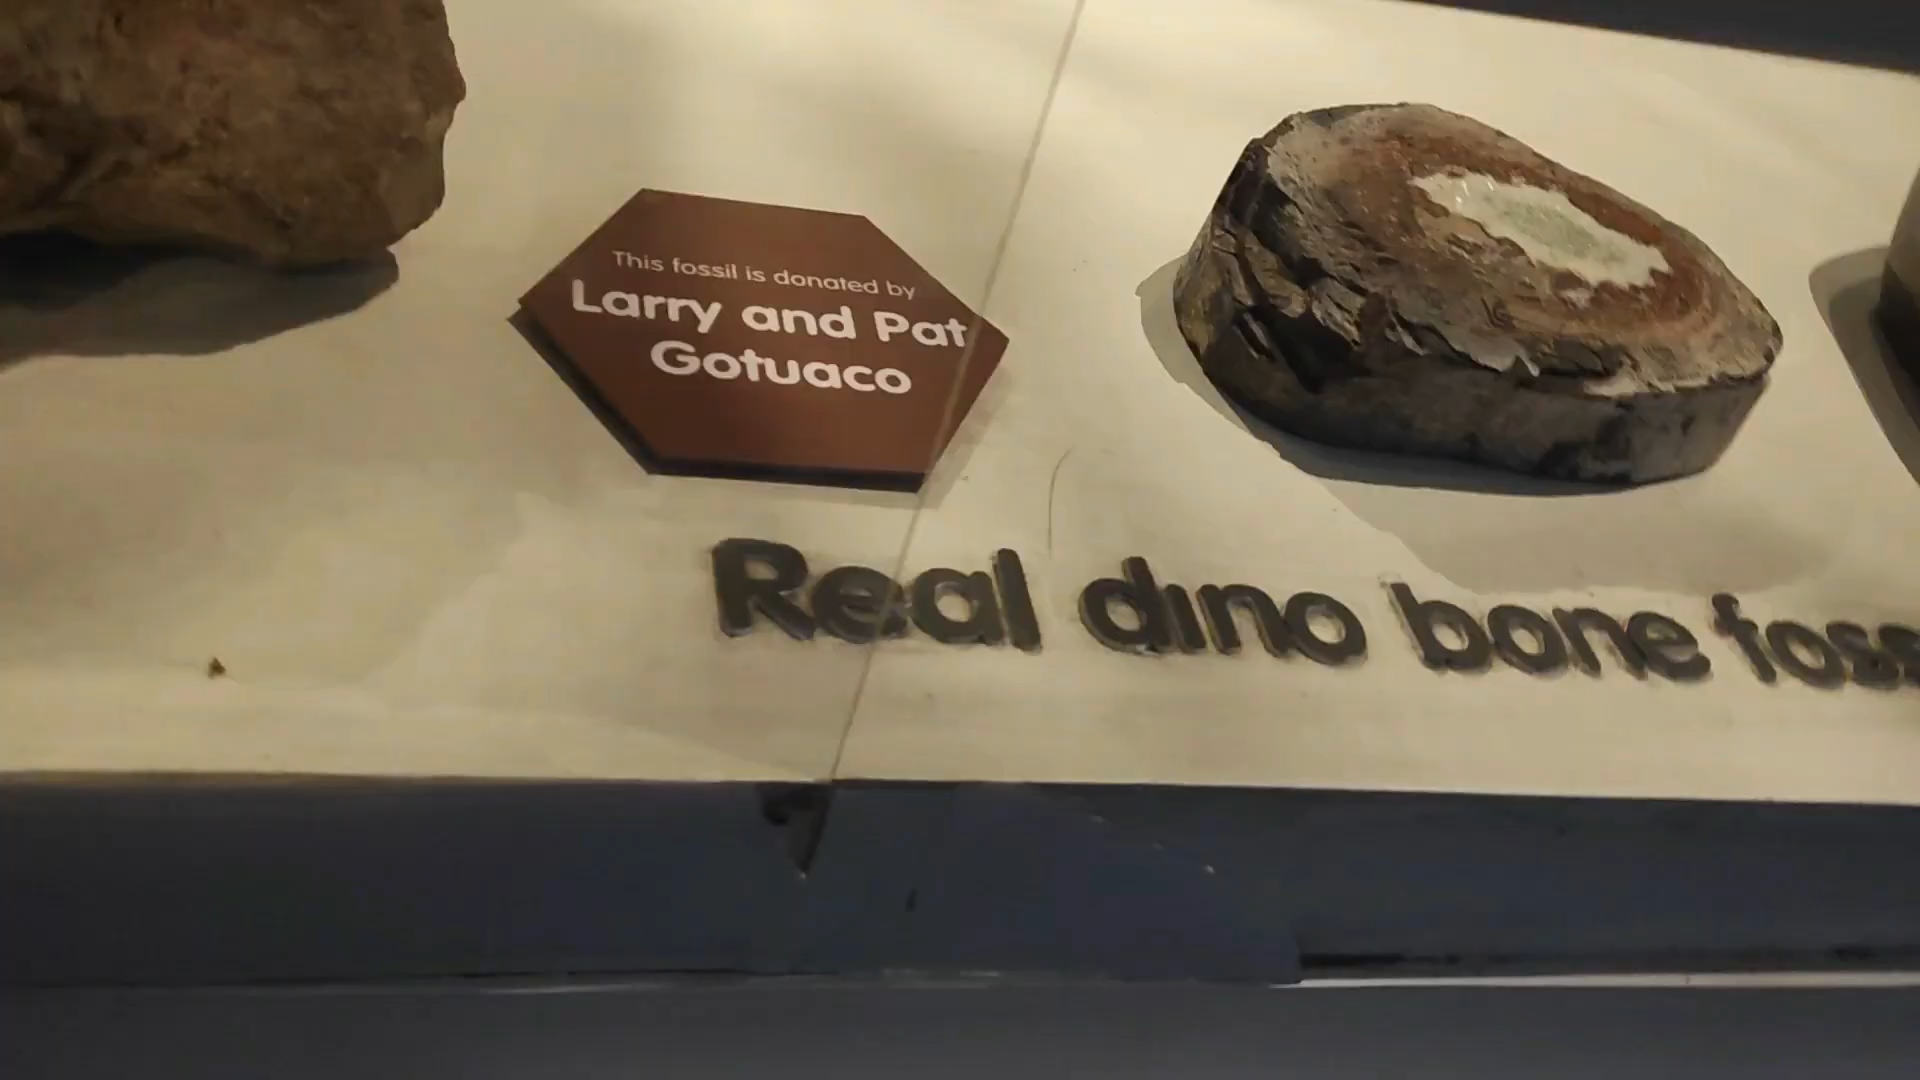 This fossil is donated by
Larry and Pat
Gotuaco
Real dino bone